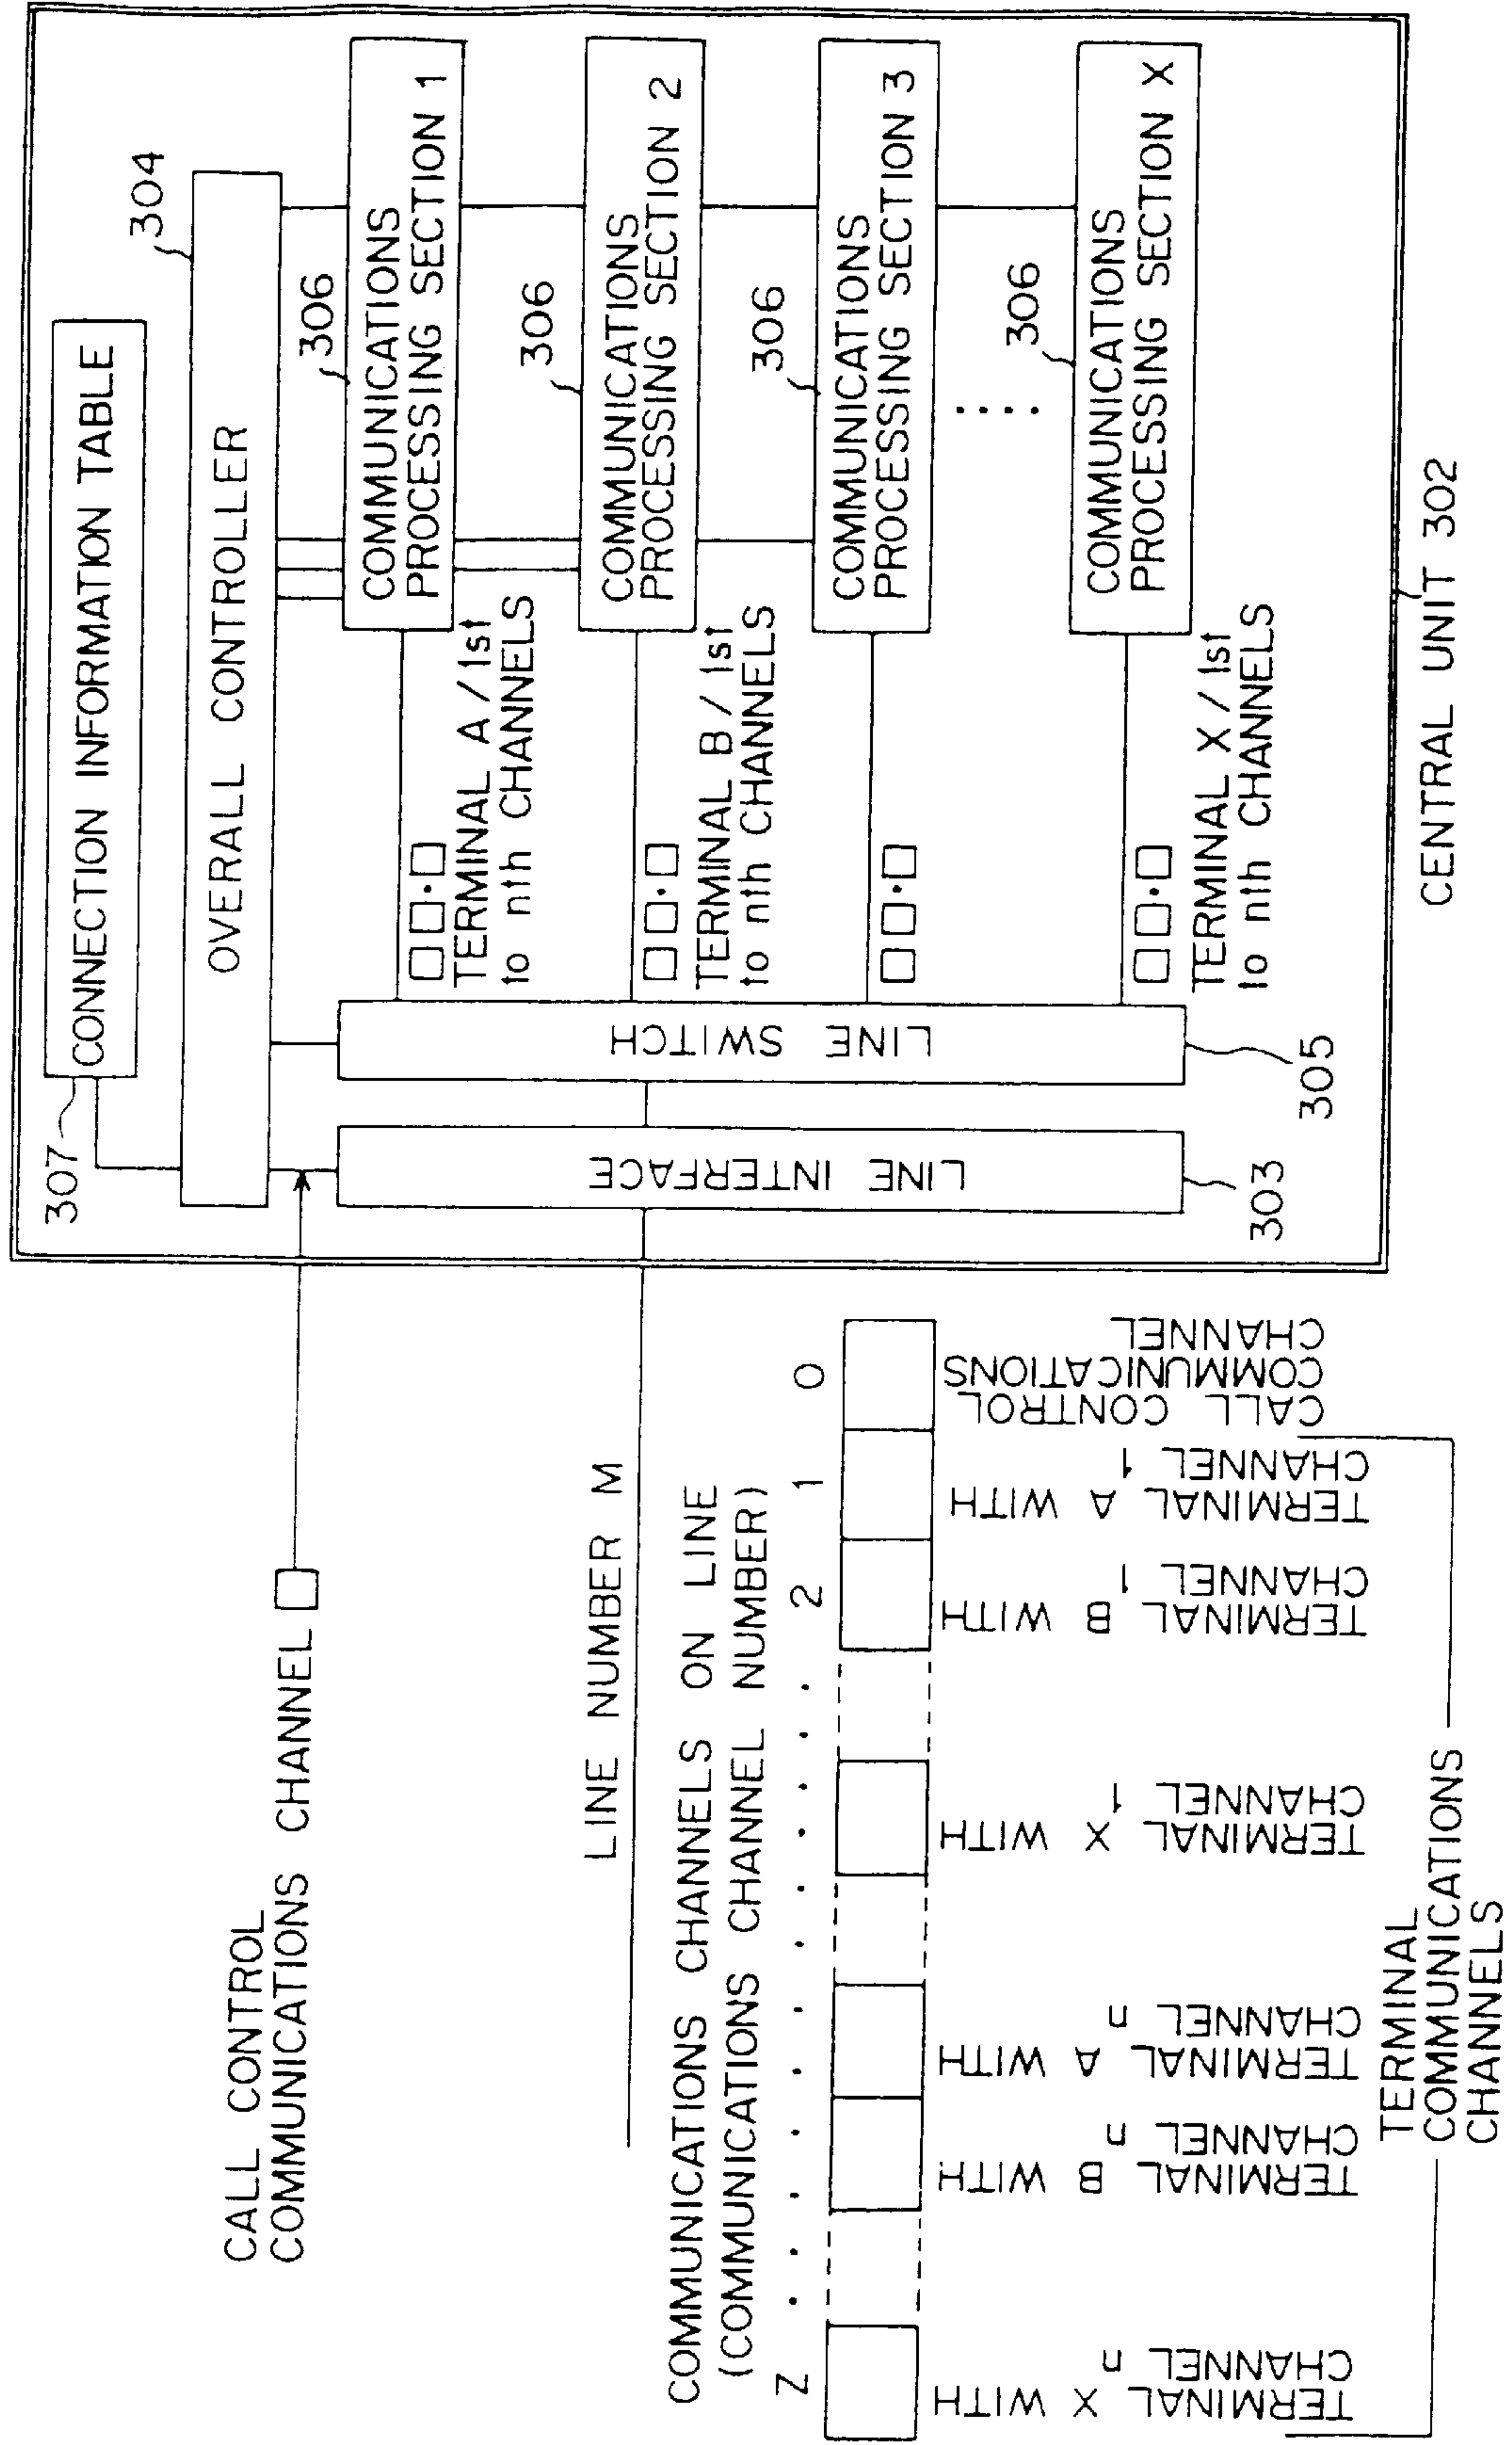 CALL CONTROL
COMMUNICATIONS CHANNEL
LINE NUMBER M
COMMUNICATIONS CHANNELS ON LINE
(COMMUNICATIONS CHANNEL NUMBER)
Z . . . . . . . . . . . . 2 1 0
TERMINAL X WITH
CHANNEL n
TERMINAL B WITH
CHANNEL n
TERMINAL A WITH
CHANNEL n
TERMINAL X WITH
CHANNEL 1
TERMINAL B WITH
CHANNEL 1
TERMINAL A WITH
CHANNEL 1
CALL CONTROL
COMMUNICATIONS
CHANNEL
TERMINAL
COMMUNICATIONS
CHANNELS
307
CONNECTION INFORMATION TABLE
304
OVERALL CONTROLLER
LINE INTERFACE
303
LINE SWITCH
305
TERMINAL A/1st
to nth CHANNELS
306
COMMUNICATIONS
PROCESSING SECTION 1
TERMINAL B/1st
to nth CHANNELS
306
COMMUNICATIONS
PROCESSING SECTION 2
306
COMMUNICATIONS
PROCESSING SECTION 3
TERMINAL X/1st
to nth CHANNELS
306
COMMUNICATIONS
PROCESSING SECTION X
CENTRAL UNIT 302